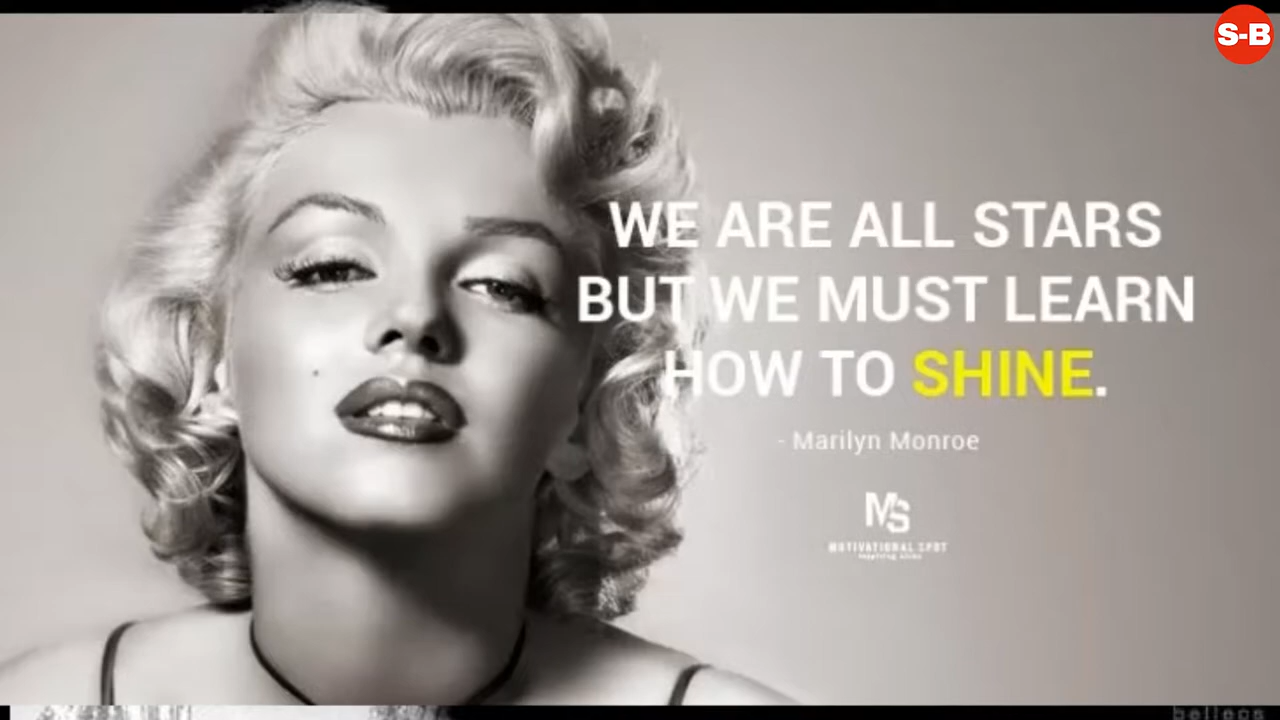 S-B
WE ARE ALL STARS
BUT WE MUST LEARN
HOW TO SHINE.
- Marilyn Monroe
MS
MOTIVATIONAL SPOT